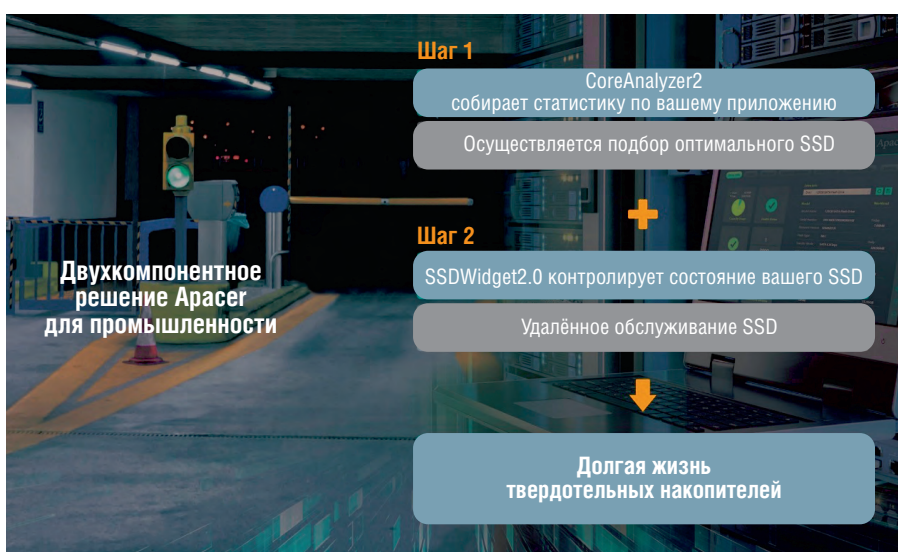 Двухкомпонентное
решение Apacer
для промышленности
Шаг 1
CoreAnalyzer2
собирает статистику по вашему приложению
Осуществляется подбор оптимального SSD
+
Шаг 2
SSDWidget2.0 контролирует состояние вашего SSD
Удалённое обслуживание SSD
Долгая жизнь
твердотельных накопителей